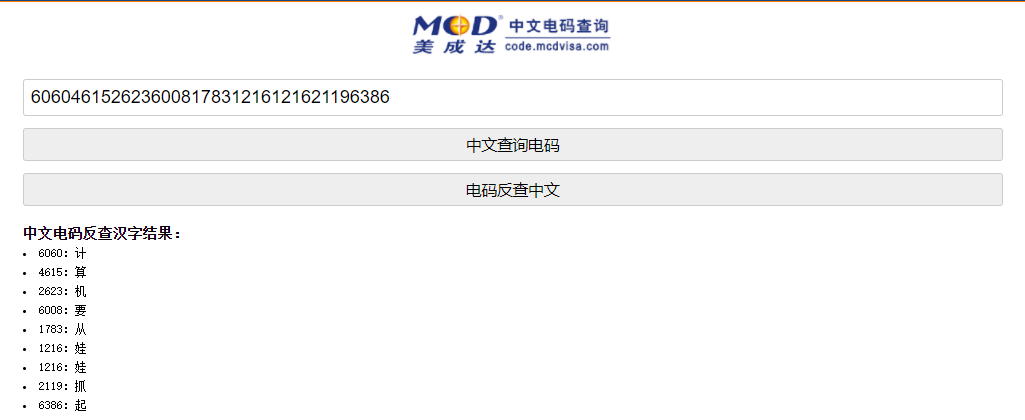 MCD® 中文电码查询
美成达 code.mcdvisa.com
606046152623600817831216121621196386
中文查询电码
电码反查中文
中文电码反查汉字结果：
• 6060：计
• 4615：算
• 2623：机
• 6008：要
• 1783：从
• 1216：娃
• 1216：娃
• 2119：抓
• 6386：起